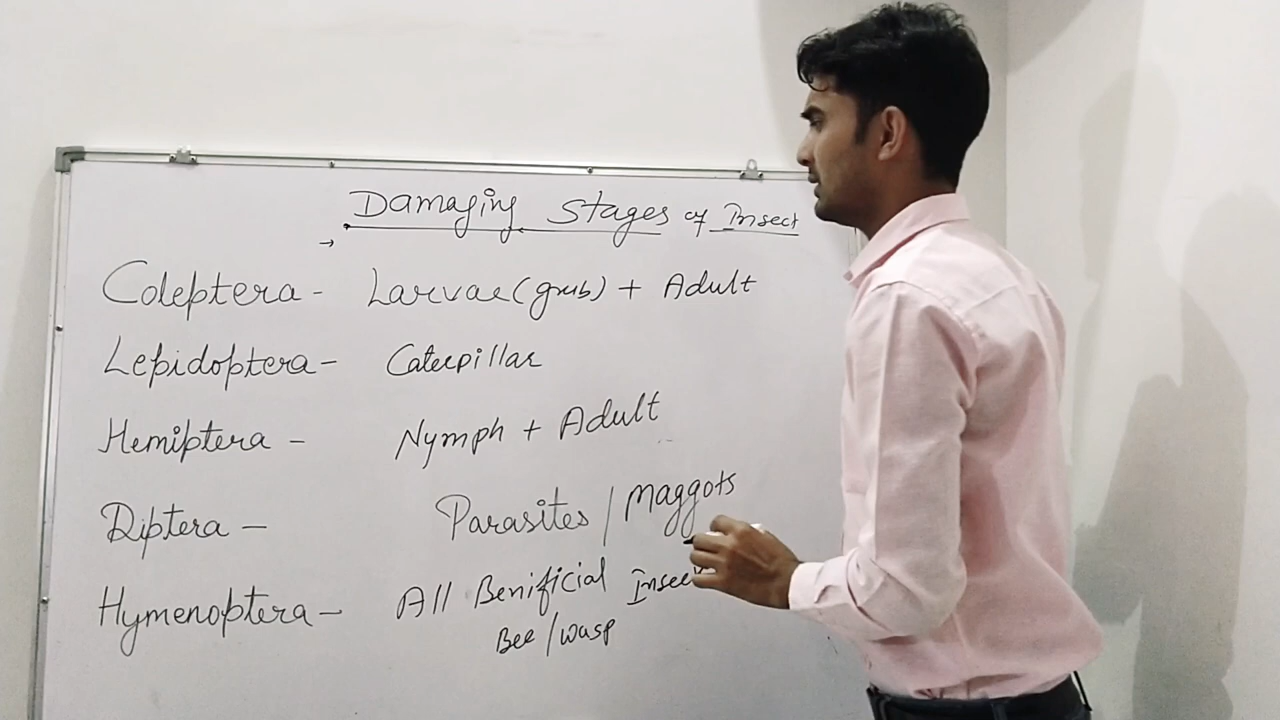 Damaging Stages of Insect
→
Coleptera - Larvae (grub) + Adult
Lepidoptera - Caterpillar
Hemiptera - Nymph + Adult
Diptera - Parasites / Maggots
Hymenoptera - All Benificial
Bee / wasp